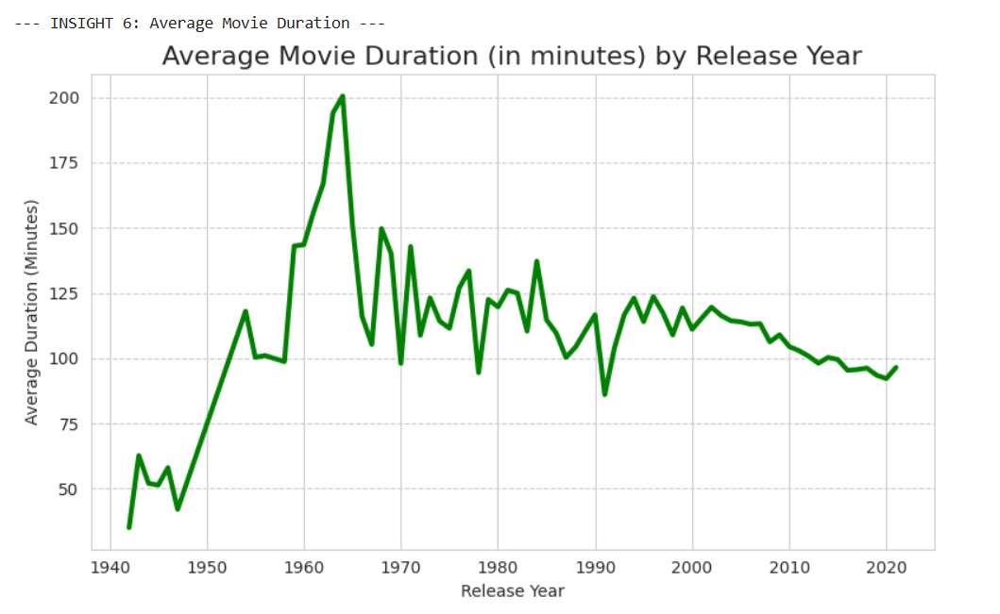 --- INSIGHT 6: Average Movie Duration ---
Average Movie Duration (in minutes) by Release Year
Average Duration (Minutes)
200
175
150
125
100
75
50
1940 1950 1960 1970 1980 1990 2000 2010 2020
Release Year